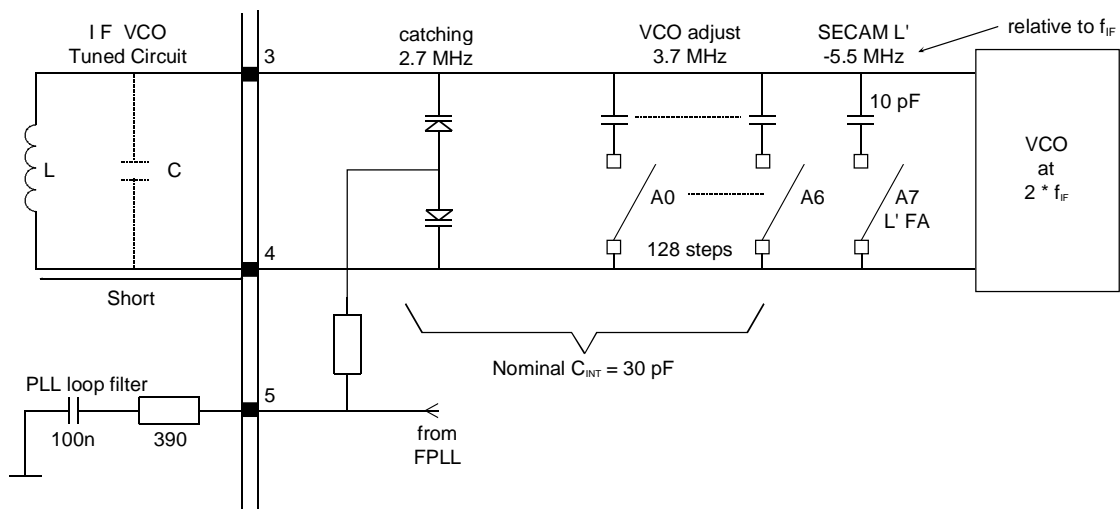 I F VCO
Tuned Circuit
3
catching
2.7 MHz
VCO adjust
3.7 MHz
SECAM L'
-5.5 MHz
relative to fIF
10 pF
L
C
A0
A6
A7
L' FA
VCO
at
2 * fIF
4
128 steps
Short
Nominal CINT = 30 pF
PLL loop filter
5
100n
390
from
FPLL